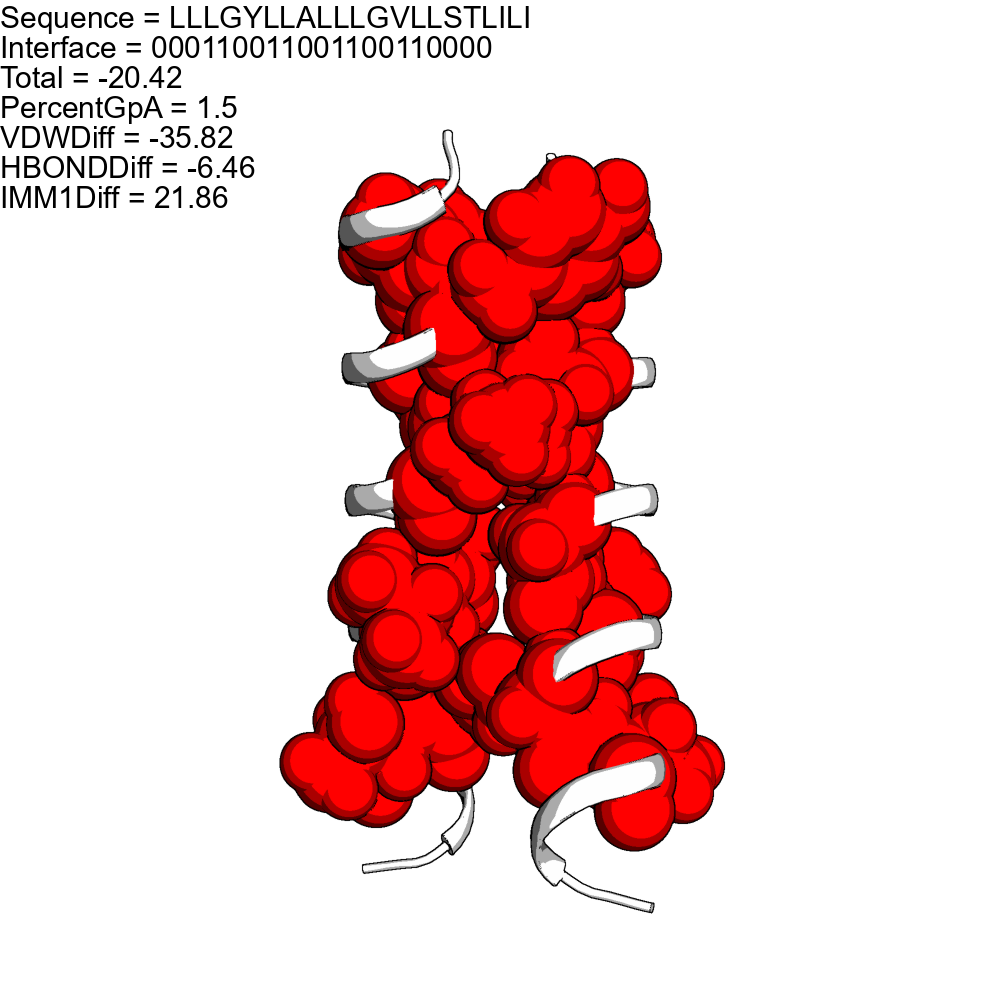 Sequence = LLLGYLLALLLGVLLSTLILI
Interface = 000110011001100110000
Total = -20.42
PercentGpA = 1.5
VDWDiff = -35.82
HBONDDiff = -6.46
IMM1Diff = 21.86